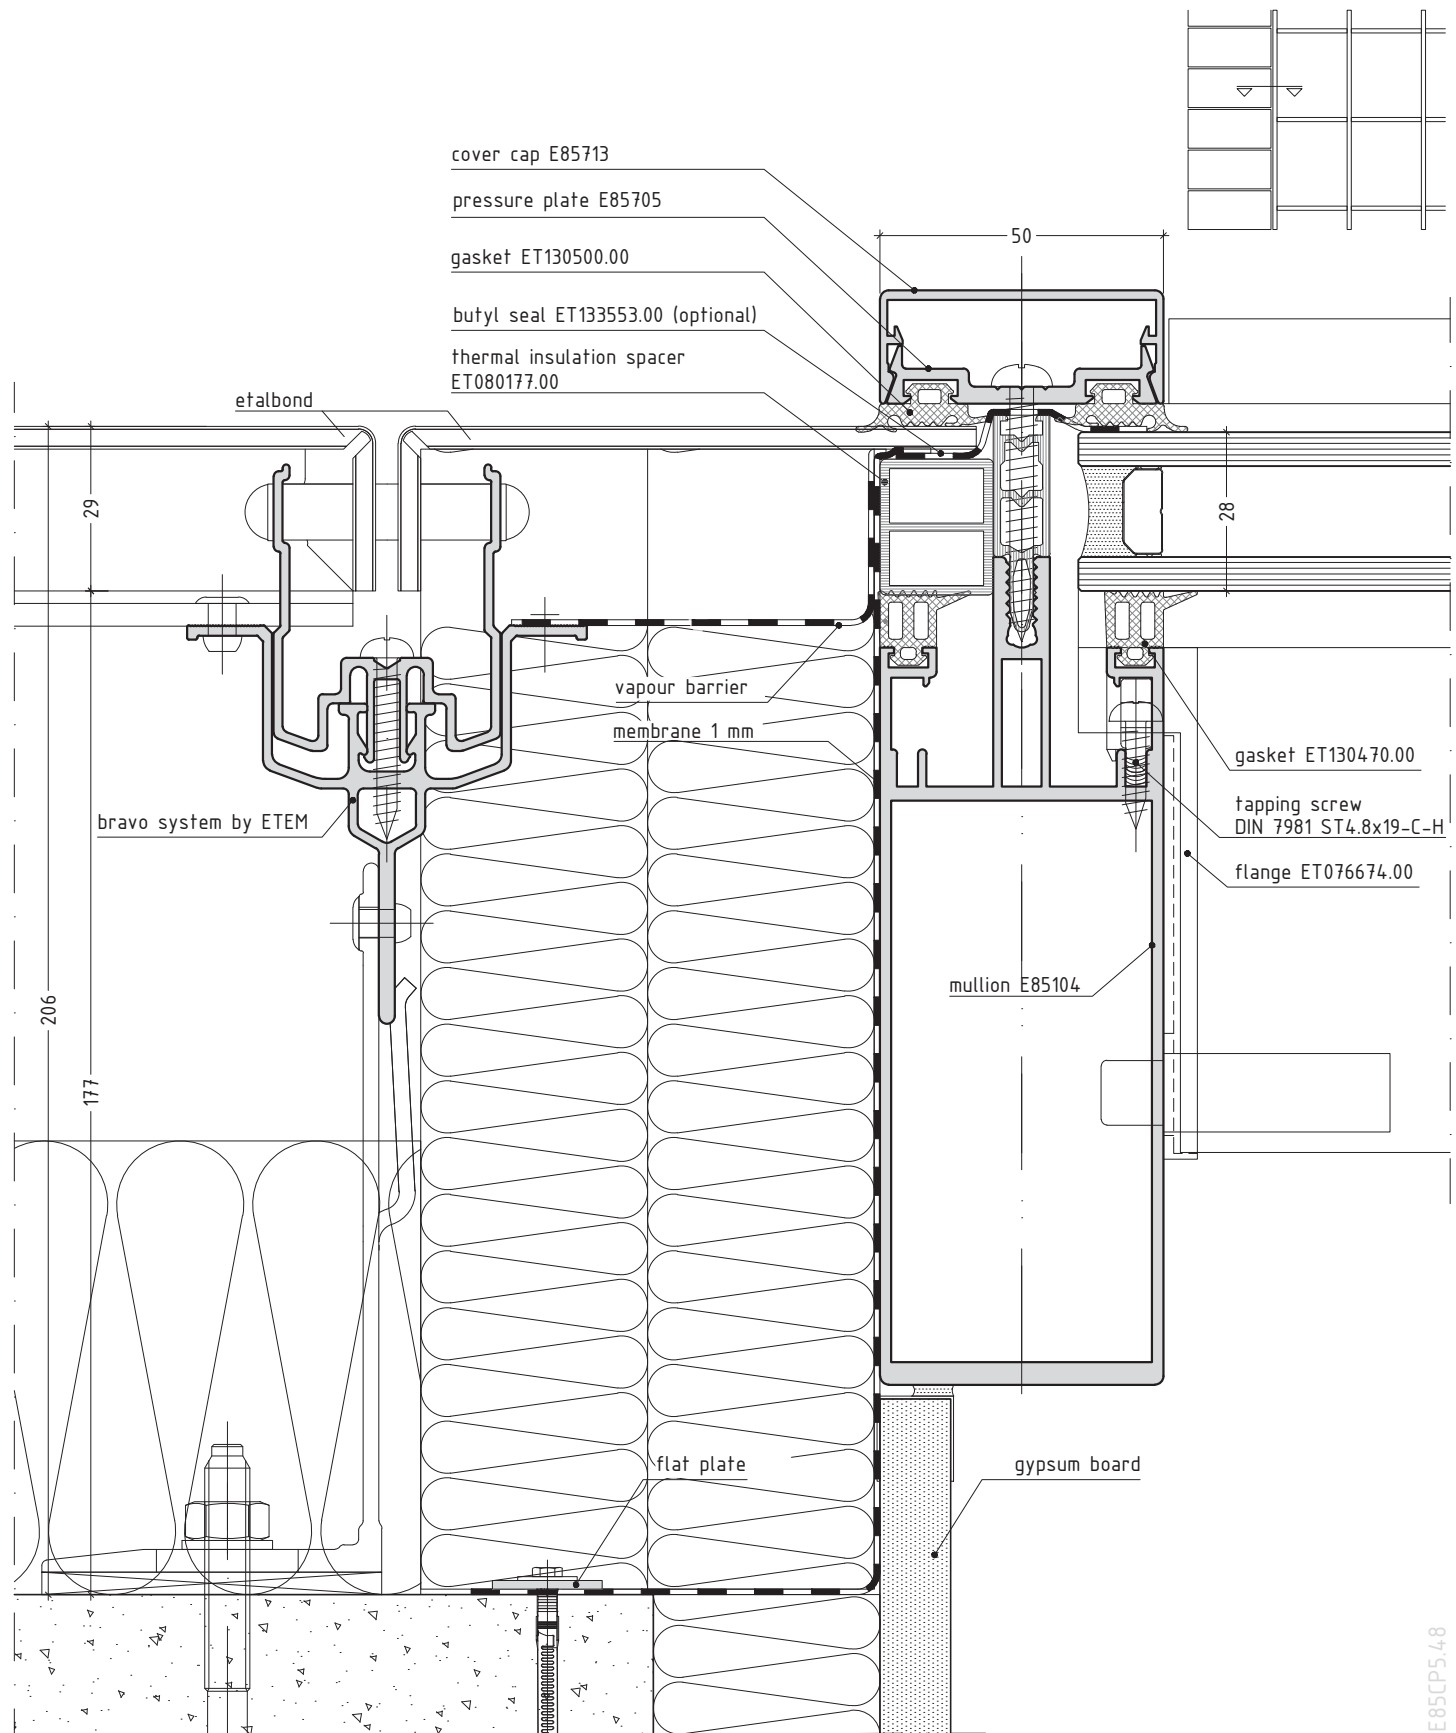 cover cap E85713
pressure plate E85705
50
gasket ET130500.00
butyl seal ET133553.00 (optional)
thermal insulation spacer
ET080177.00
etalbond
29
28
vapour barrier
membrane 1 mm
gasket ET130470.00
tapping screw
DIN 7981 ST4.8x19-C-H
bravo system by ETEM
flange ET076674.00
mullion E85104
206
177
flat plate
gypsum board
E85CP5.48